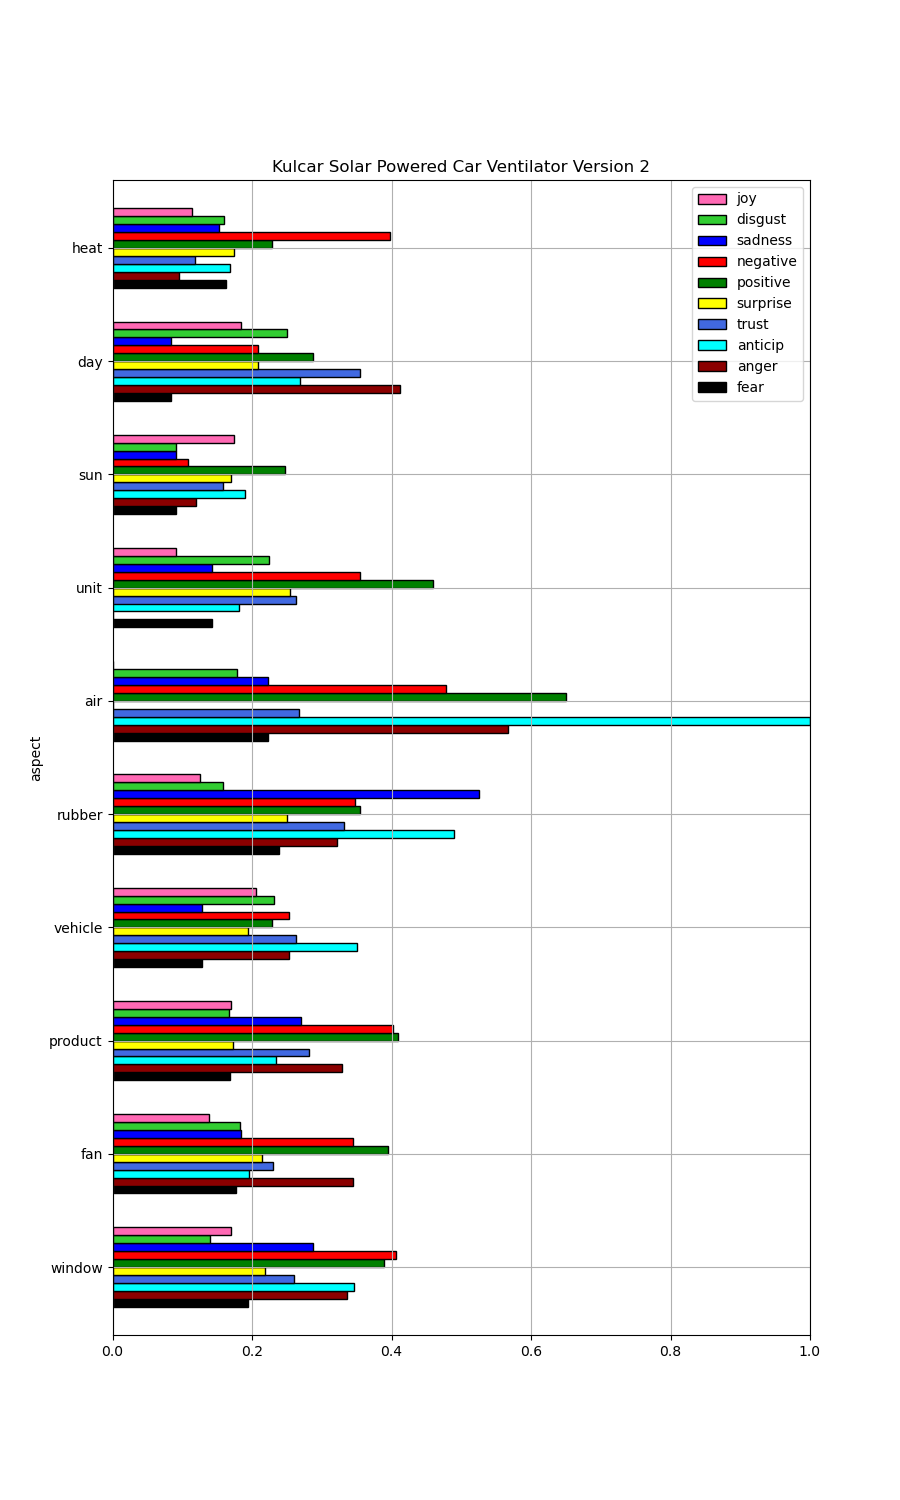 Kulcar Solar Powered Car Ventilator Version 2
joy
disgust
sadness
negative
positive
surprise
trust
anticip
anger
fear
heat
day
sun
unit
air
rubber
vehicle
product
fan
window
aspect
0.0 0.2 0.4 0.6 0.8 1.0